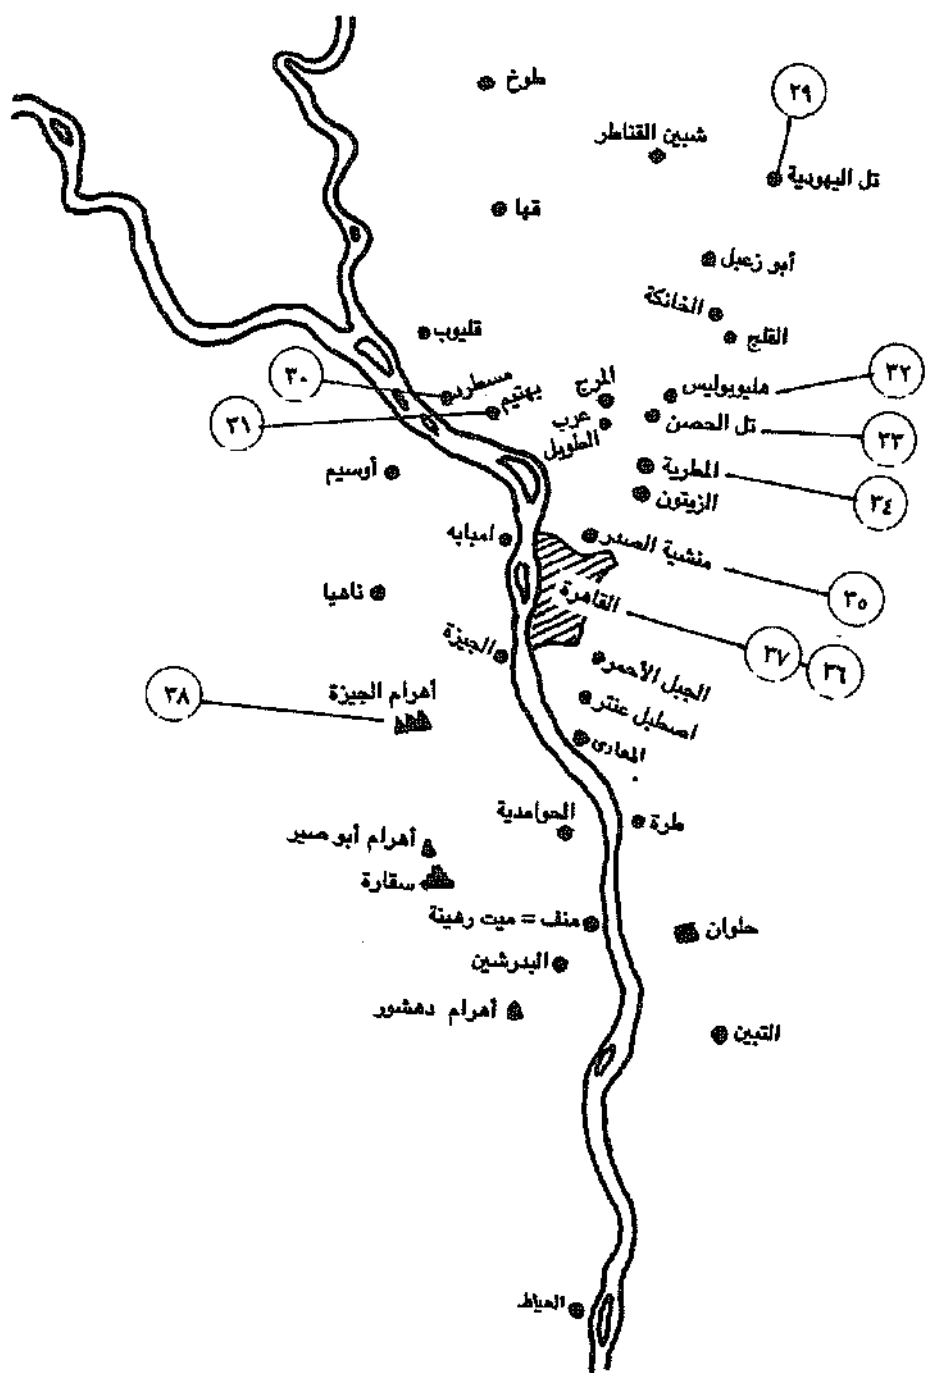 طوخ
٢٩
شبين القناطر
تل اليهودية
قها
أبو زعبل
الخانكة
القلج
قليوب
٣٠
مسطرد
٣١
بهتيم
المرج
عرب
الطويل
هليوبوليس
٣٢
تل الحصن
٣٣
أوسيم
المطرية
٣٤
الزيتون
امبابه
منشية الصدر
٣٥
ناهيا
القاهرة
٣٧
٣٦
الجيزة
الجبل الأحمر
٣٨
أهرام الجيزة
اصطبل عنتر
المعادى
الحوامدية
طرة
أهرام أبو صير
سقارة
منف = ميت رهينة
حلوان
البدرشين
أهرام دهشور
التبين
العياط